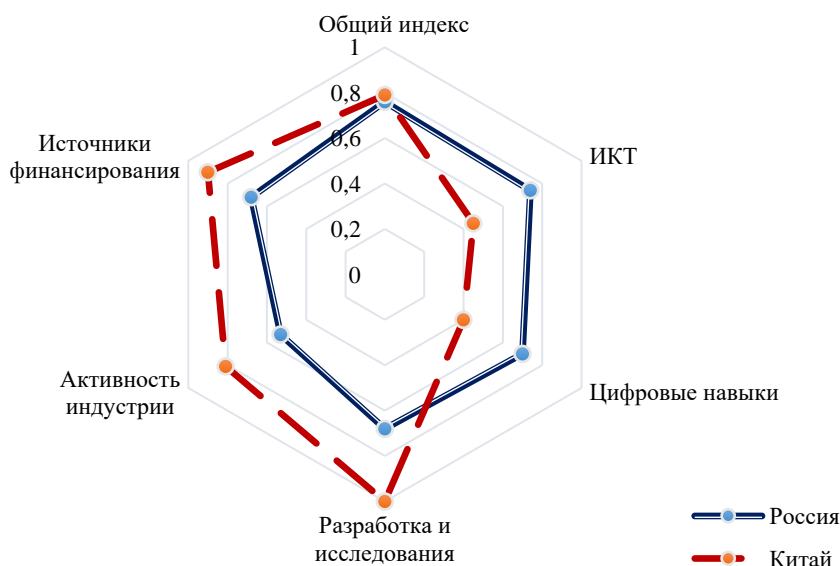 Общий индекс
1
0,8
0,6
0,4
0,2
0
ИКТ
Цифровые навыки
Разработка и
исследования
Активность
индустрии
Источники
финансирования
Россия
Китай